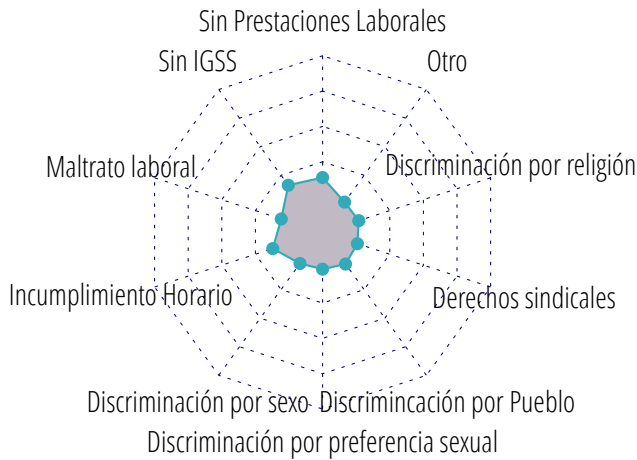 Sin Prestaciones Laborales
Sin IGSS
Otro
Maltrato laboral
Discriminación por religión
Incumplimiento Horario
Derechos sindicales
Discriminación por sexo
Discrimincación por Pueblo
Discriminación por preferencia sexual